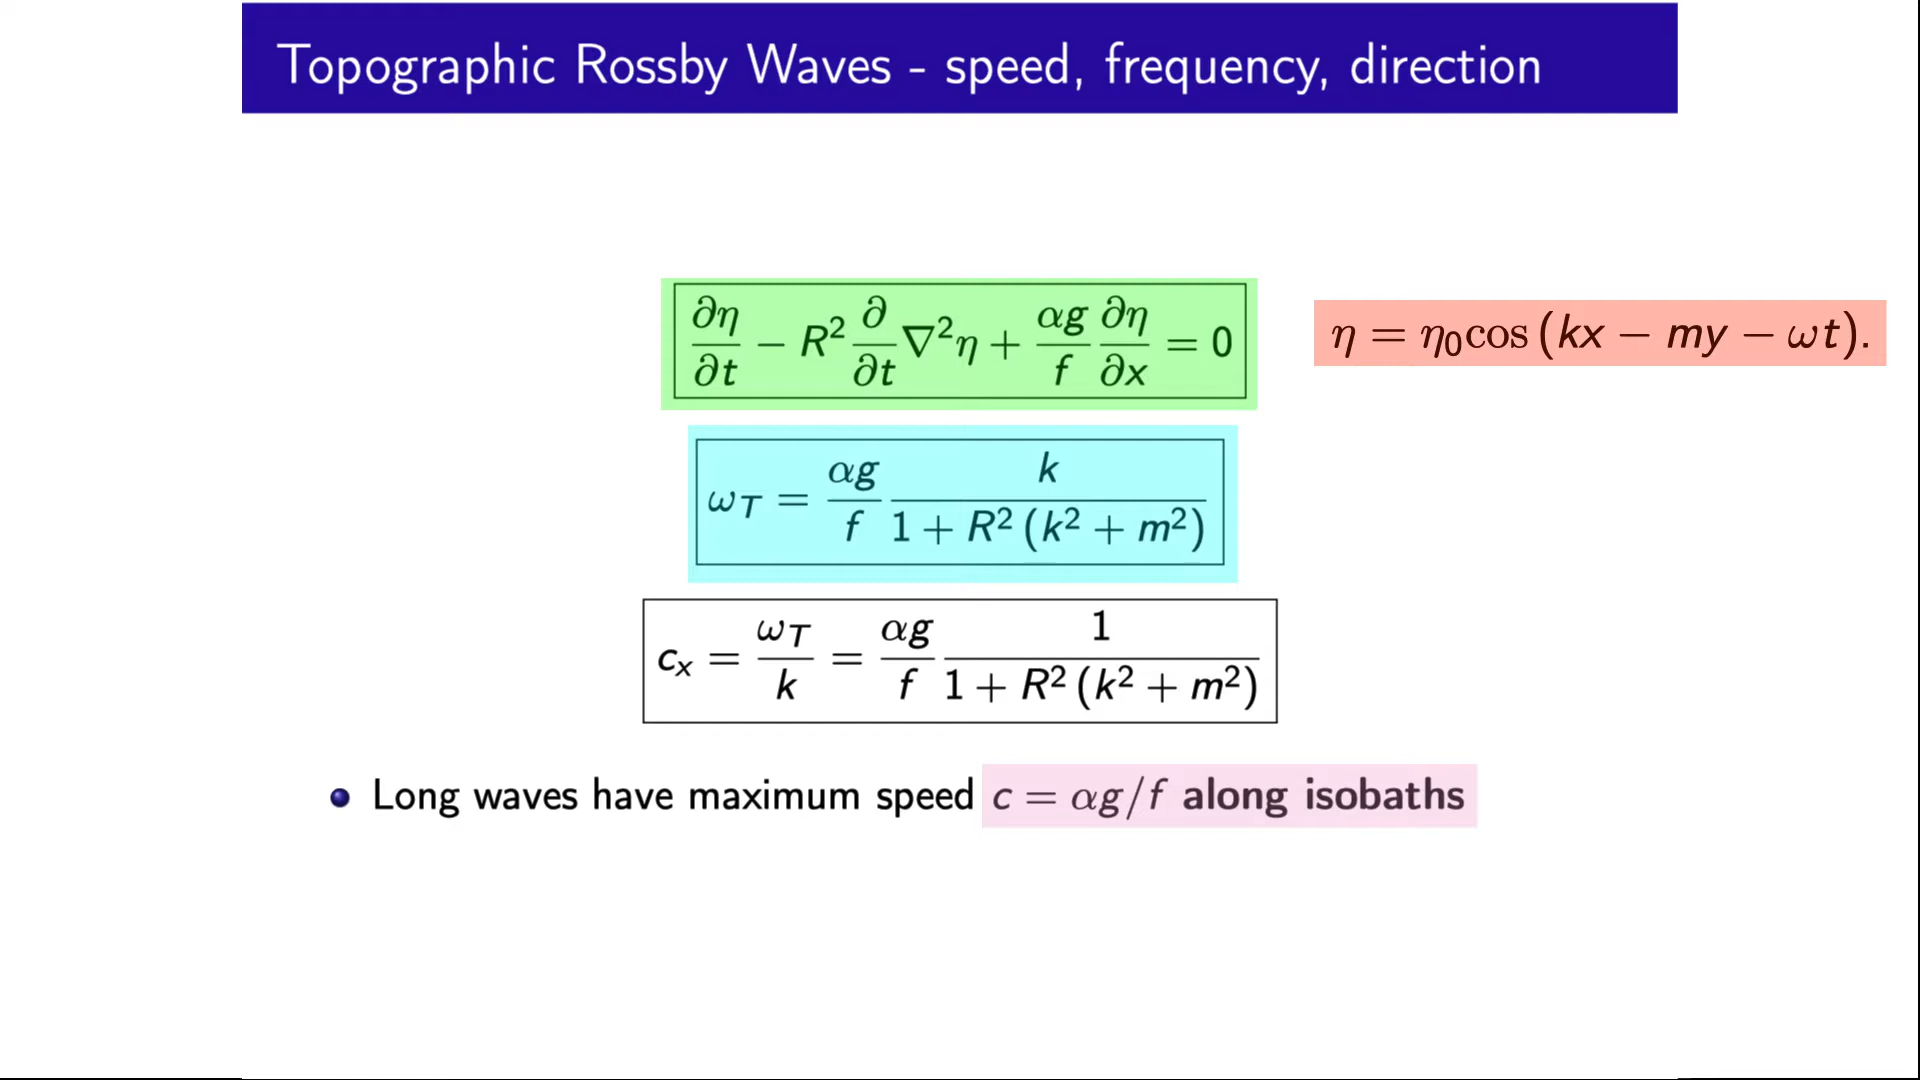 Topographic Rossby Waves - speed, frequency, direction
∂η/∂t − R² ∂/∂t ∇²η + αg/f ∂η/∂x = 0
η = η₀cos (kx − my − ωt).
ω_T = αg/f k/(1 + R² (k² + m²))
c_x = ω_T/k = αg/f 1/(1 + R² (k² + m²))
Long waves have maximum speed c = αg/f along isobaths